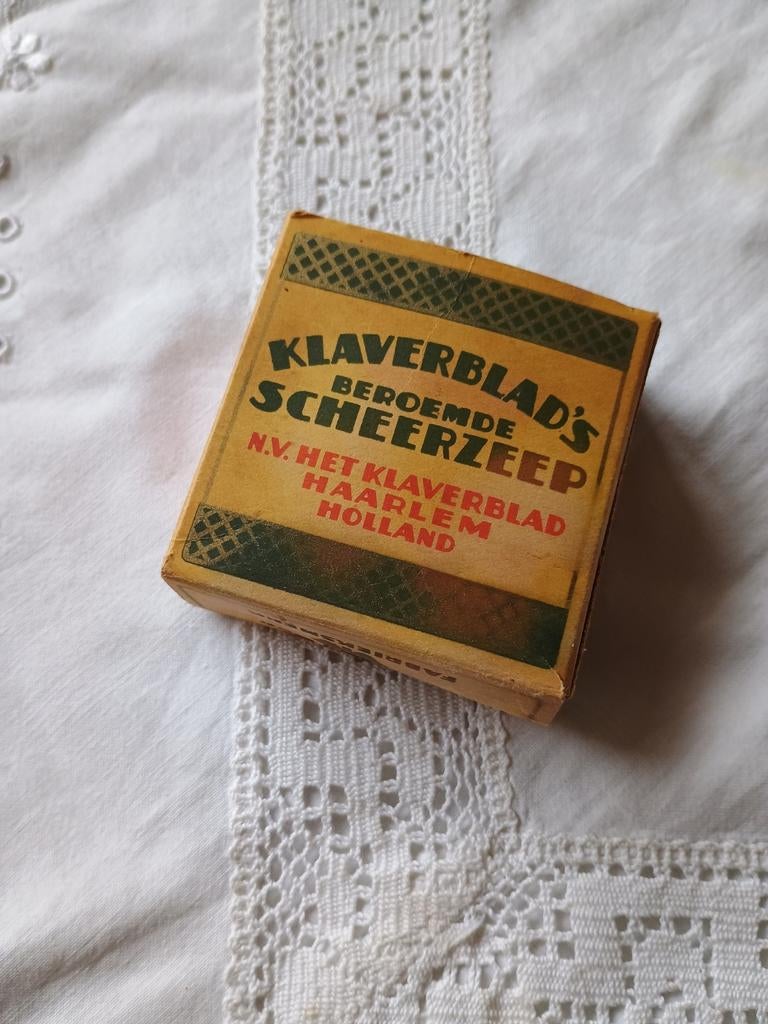 KLAVERBLAD'S
BEROEMDE
SCHEERZEEP
N.V. HET KLAVERBLAD
HAARLEM
HOLLAND